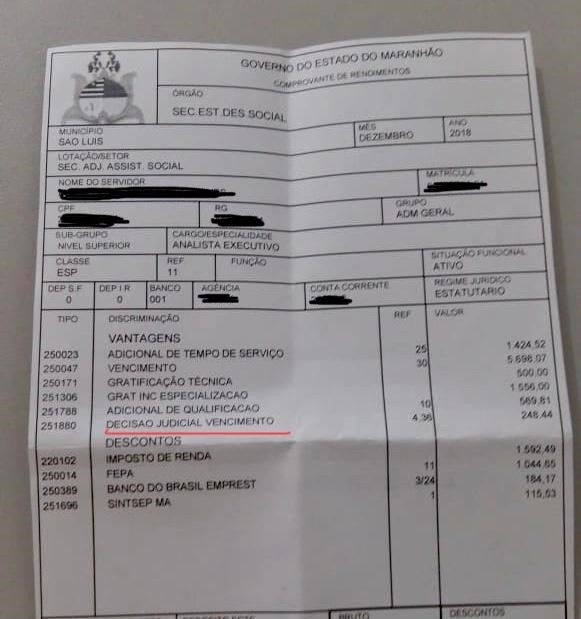 GOVERNO DO ESTADO DO MARANHÃO
COMPROVANTE DE RENDIMENTOS
ÓRGÃO
SEC.EST.DES.SOCIAL
MUNICÍPIO MÊS ANO
SAO LUIS DEZEMBRO 2018
LOTAÇÃO/SETOR
SEC. ADJ. ASSIST. SOCIAL
NOME DO SERVIDOR MATRÍCULA
CPF RG GRUPO
ADM GERAL
SUB-GRUPO CARGO/ESPECIALIDADE
NIVEL SUPERIOR ANALISTA EXECUTIVO
CLASSE REF FUNÇÃO SITUAÇÃO FUNCIONAL
ESP 11 ATIVO
DEP S.F DEP I.R BANCO AGÊNCIA CONTA CORRENTE REGIME JURÍDICO
0 0 001 ESTATUTARIO
TIPO DISCRIMINAÇÃO REF VALOR
VANTAGENS
250023 ADICIONAL DE TEMPO DE SERVIÇO 25 1.424,52
250047 VENCIMENTO 30 5.698,07
250171 GRATIFICAÇÃO TÉCNICA 500,00
251306 GRAT INC ESPECIALIZACAO 1.556,00
251788 ADICIONAL DE QUALIFICACAO 10 569,81
251880 DECISAO JUDICIAL VENCIMENTO 4,36 248,44
DESCONTOS
220102 IMPOSTO DE RENDA 1.592,49
250014 FEPA 11 1.044,65
250389 BANCO DO BRASIL EMPREST 3/24 184,17
251696 SINTSEP MA 1 115,53
BRUTO DESCONTOS